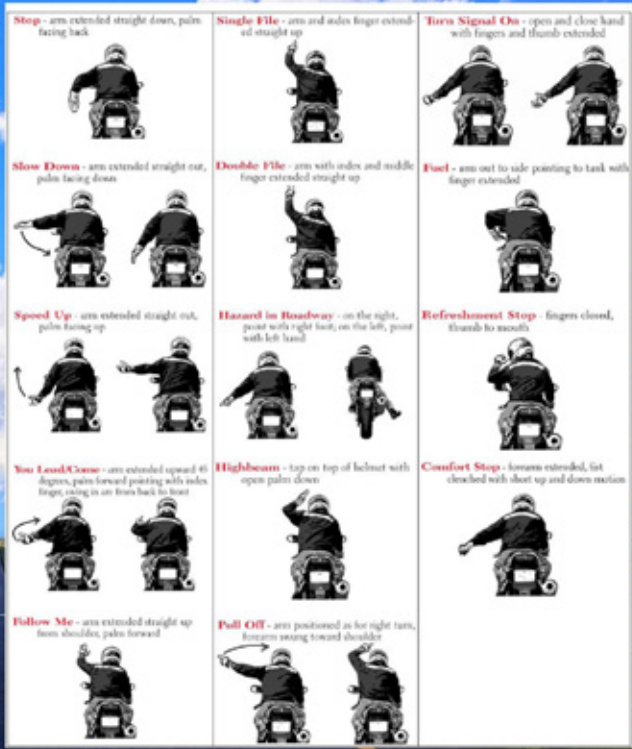 Stop - arm extended straight down, palm
facing back
Slow Down - arm extended straight out,
palm facing down
Speed Up - arm extended straight out,
palm facing up
You Lead/Come - arm extended upward 45
degrees, palm forward pointing with index
finger, swing in arc from back to front
Follow Me - arm extended straight up
from shoulder, palm forward
Single File - arm and index finger extend-
ed straight up
Double File - arm with index and middle
finger extended straight up
Hazard in Roadway - on the right,
point with right foot; on the left, point
with left hand
Highbeam - tap on top of helmet with
open palm down
Pull Off - arm positioned as for right turn,
forearm swung toward shoulder
Turn Signal On - open and close hand
with fingers and thumb extended
Fuel - arm out to side pointing to tank with
finger extended
Refreshment Stop - fingers closed,
thumb to mouth
Comfort Stop - forearm extended, fist
clenched with short up and down motion